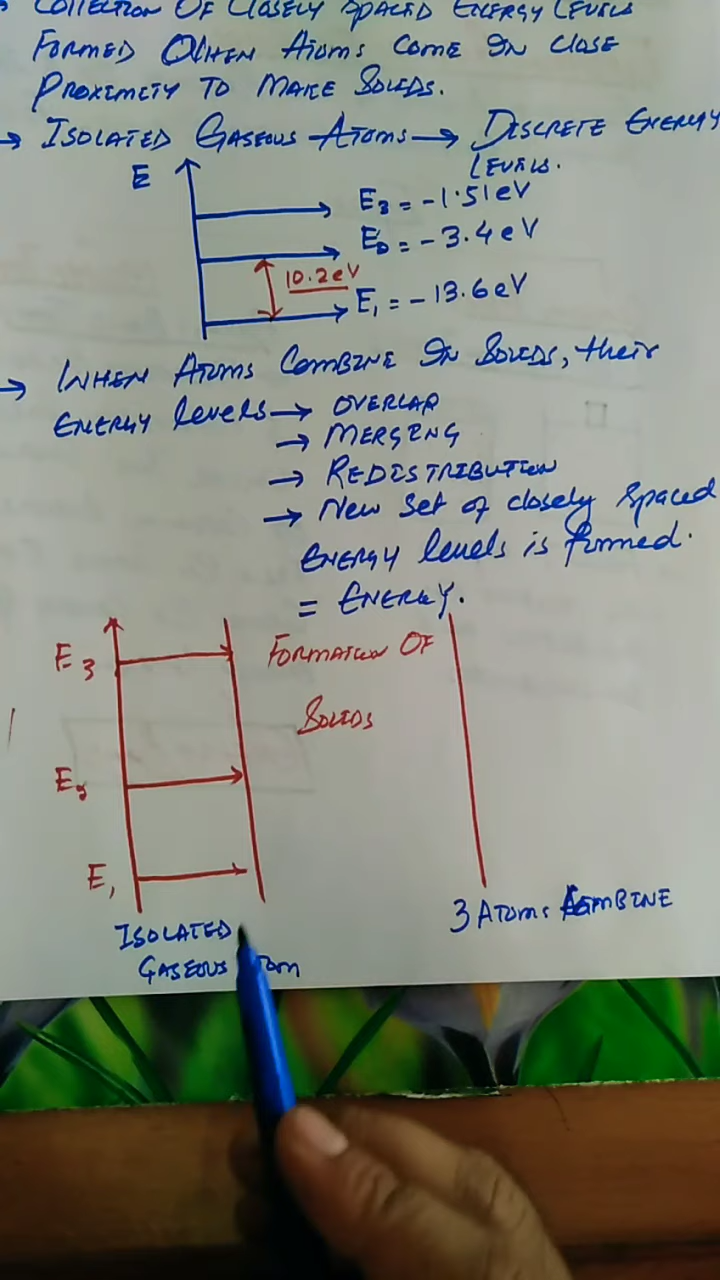 COLLECTION OF CLOSELY SPACED ENERGY LEVELS
FORMED WHEN ATOMS COME IN CLOSE
PROXIMITY TO MAKE SOLIDS.
→ ISOLATED GASEOUS ATOMS → DISCRETE ENERGY
LEVELS.
E
E3 = -1.51eV
E2 = -3.4eV
10.2eV
E1 = -13.6eV
→ WHEN ATOMS COMBINE IN SOLIDS, their
ENERGY levels → OVERLAP
→ MERGING
→ REDISTRIBUTION
→ New Set of closely spaced
ENERGY levels is formed.
= ENERGY.
E3
FORMATION OF
SOLIDS
E2
E1
ISOLATED
GASEOUS Atom
3 ATOMS COMBINE